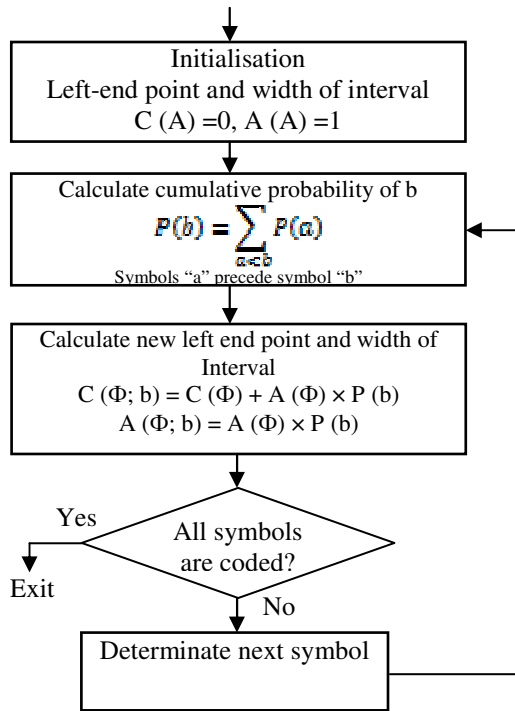 Initialisation
Left-end point and width of interval
C (A) =0, A (A) =1
Calculate cumulative probability of b
P(b) = ∑ P(a)
a<b
Symbols “a” precede symbol “b”
Calculate new left end point and width of
Interval
C (Φ; b) = C (Φ) + A (Φ) × P (b)
A (Φ; b) = A (Φ) × P (b)
Yes
All symbols
are coded?
Exit
No
Determinate next symbol